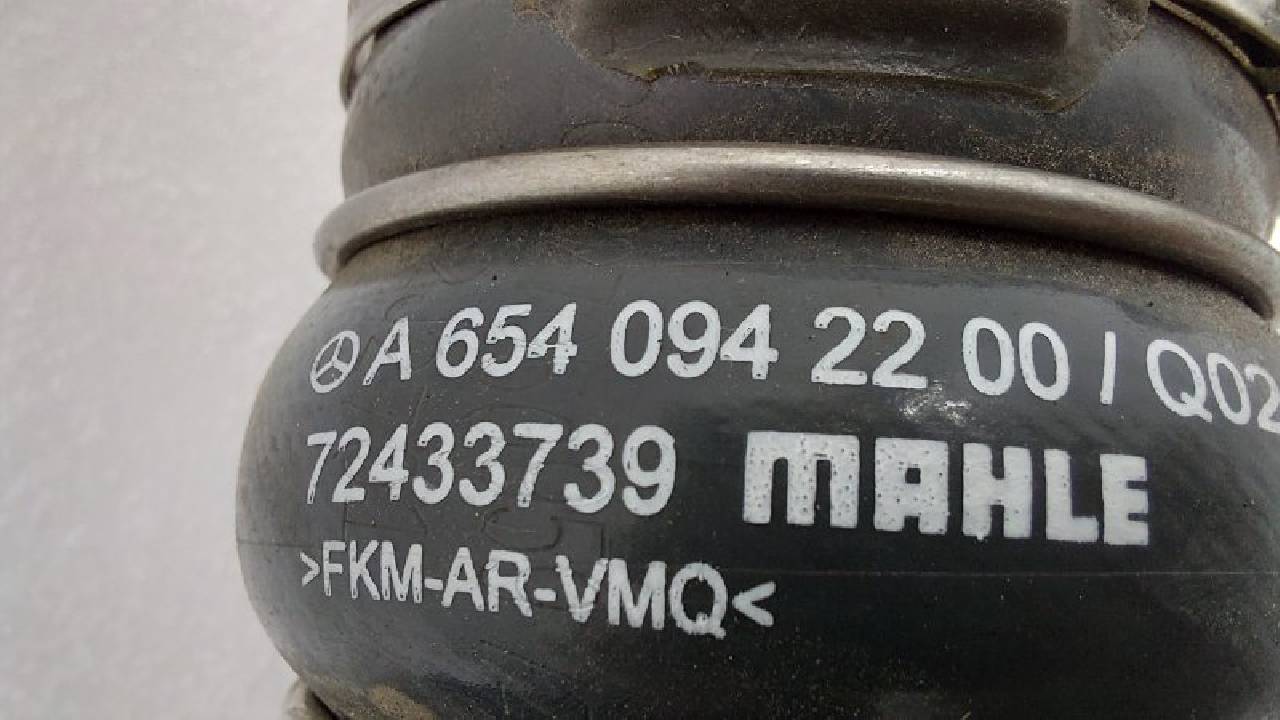 A 654 094 22 00 / Q02
72433739 MAHLE
>FKM-AR-VMQ<